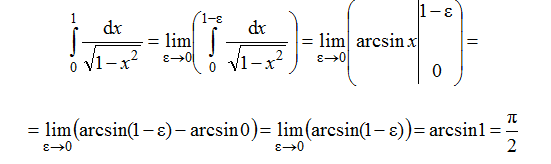 ∫₀¹ dx/√(1−x²) = lim_{ε→0} ( ∫₀^{1−ε} dx/√(1−x²) ) = lim_{ε→0} ( arcsin x |₀^{1−ε} ) =
= lim_{ε→0} (arcsin(1−ε) − arcsin 0) = lim_{ε→0} (arcsin(1−ε)) = arcsin 1 = π/2